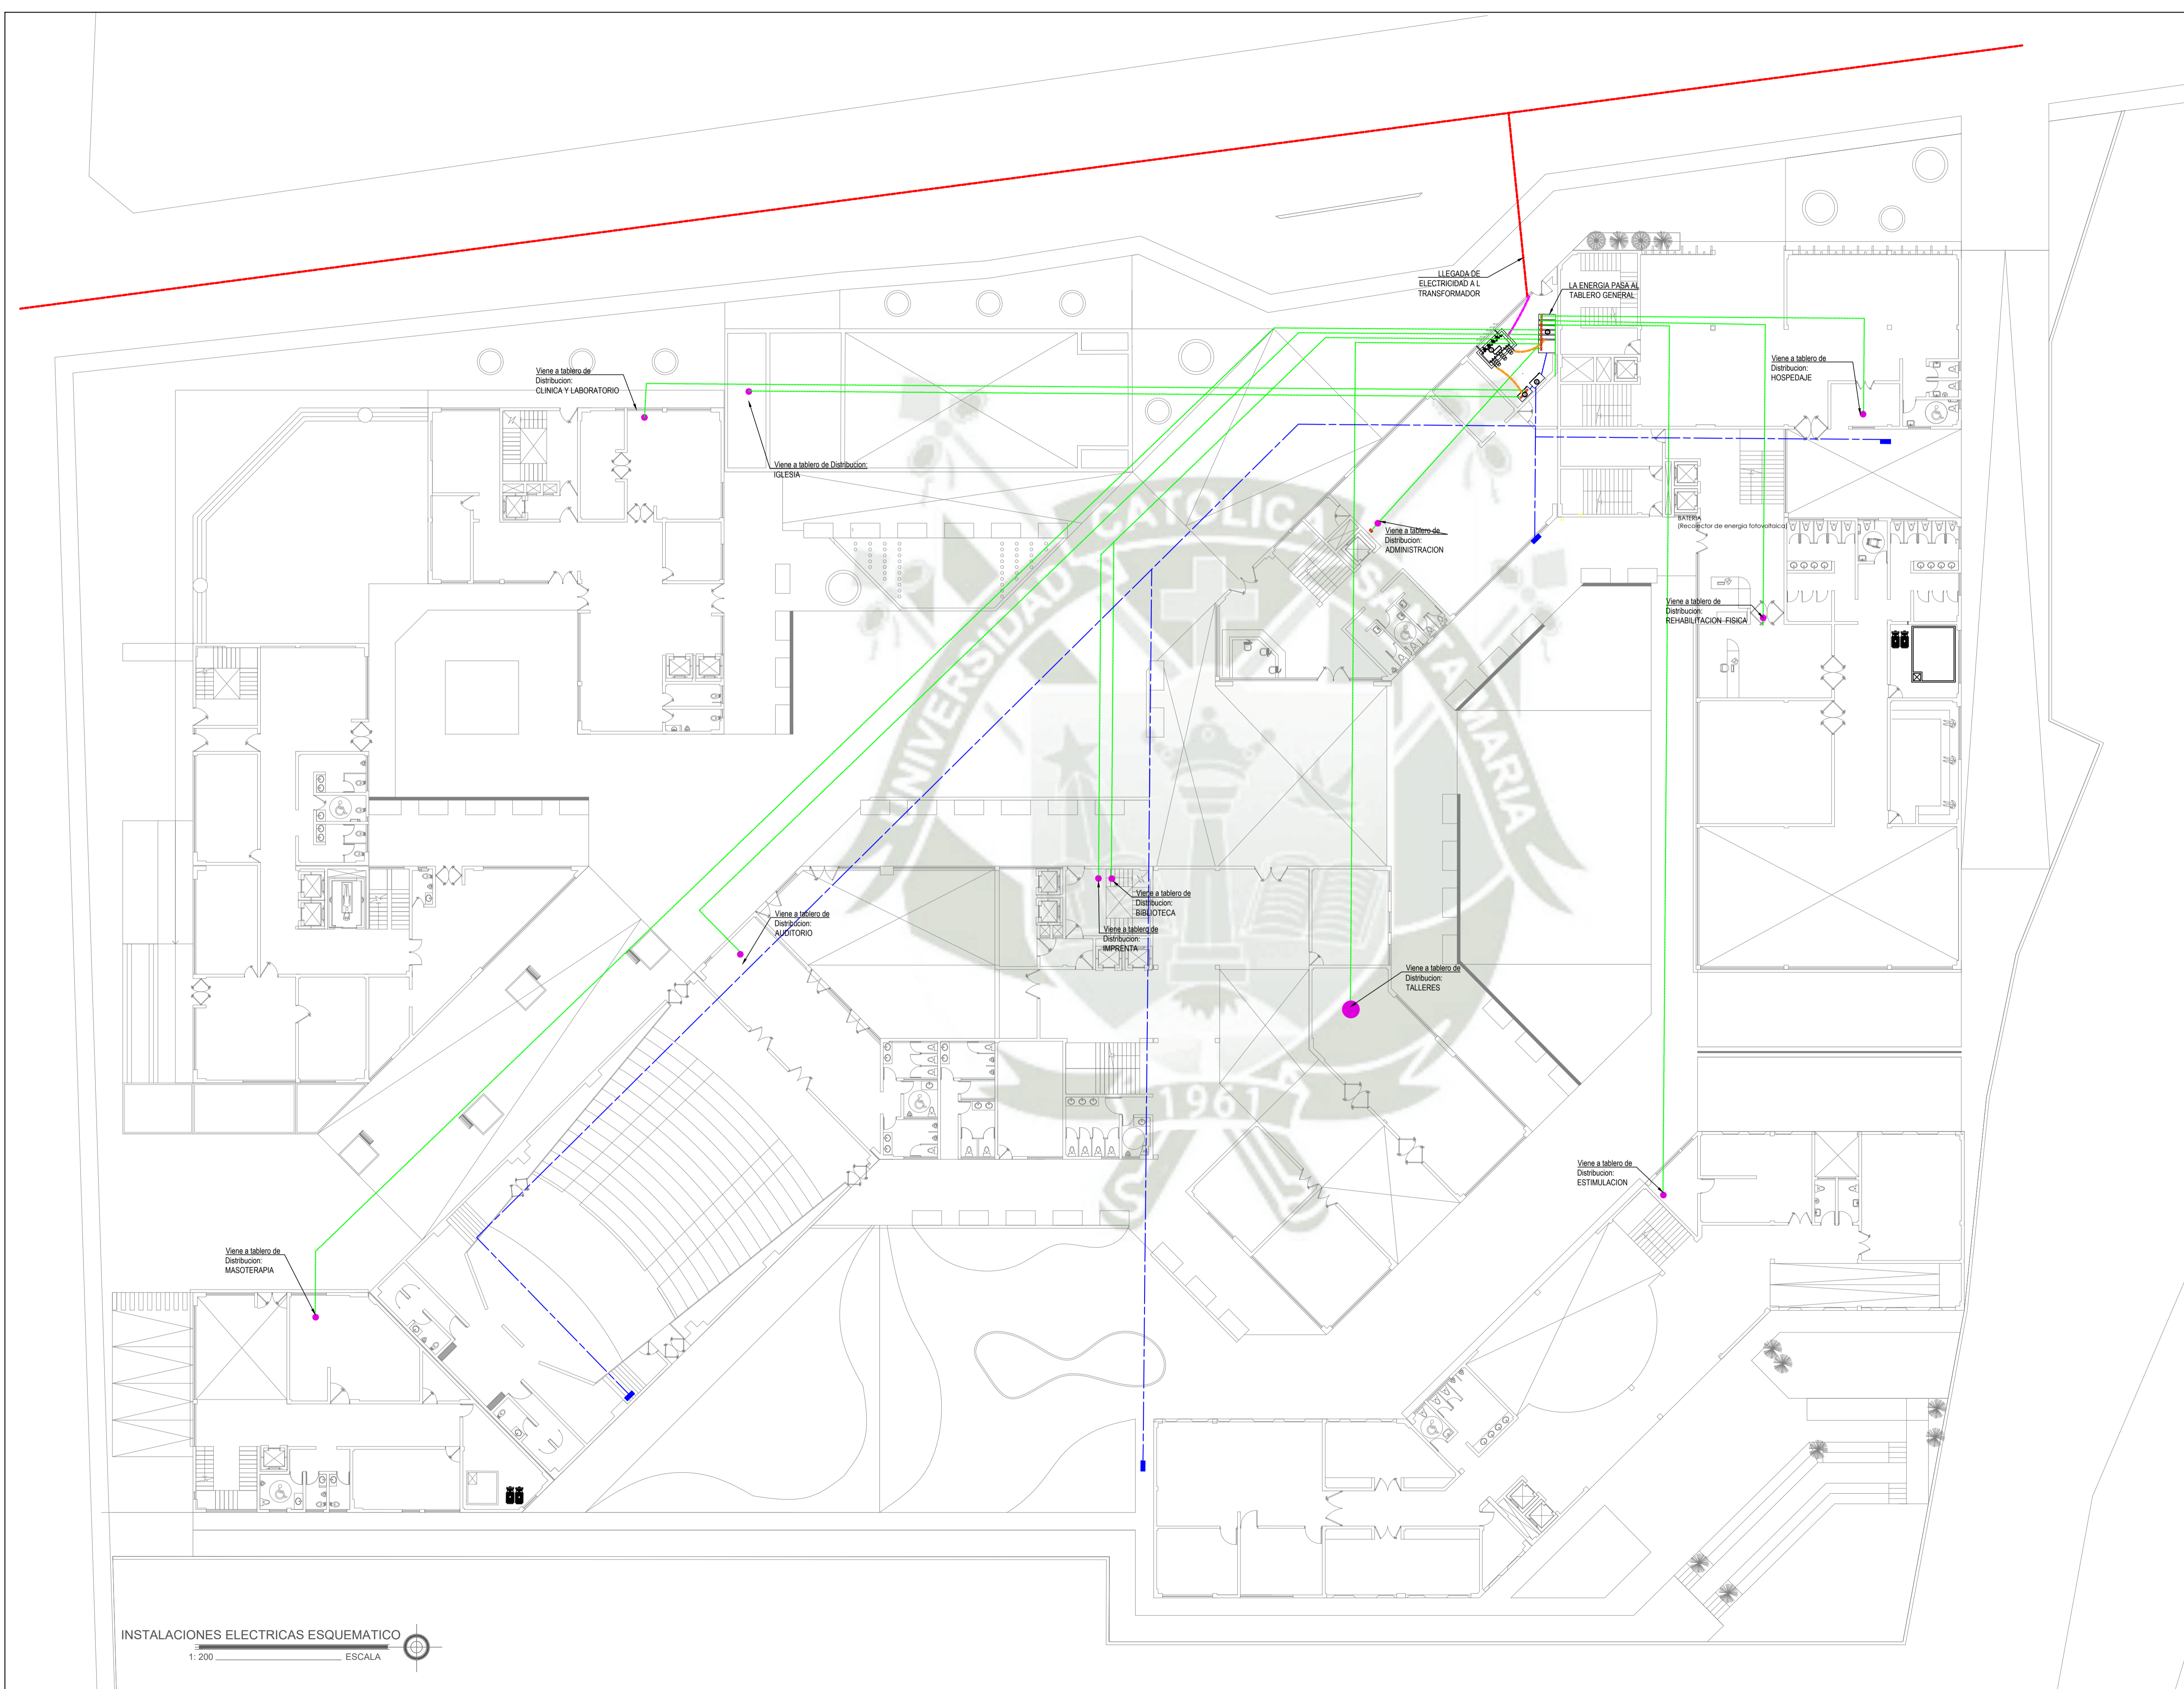 LLEGADA DE
ELECTRICIDAD A L
TRANSFORMADOR
LA ENERGIA PASA AL
TABLERO GENERAL
Viene a tablero de
Distribucion:
CLINICA Y LABORATORIO
Viene a tablero de
Distribucion:
HOSPEDAJE
Viene a tablero de Distribucion:
IGLESIA
BATERIA
(Recolector de energia fotovoltaica)
Viene a tablero de
Distribucion:
ADMINISTRACION
Viene a tablero de
Distribucion:
REHABILITACION FISICA
Viene a tablero de
Distribucion:
BIBLIOTECA
Viene a tablero de
Distribucion:
AUDITORIO
Viene a tablero de
Distribucion:
IMPRENTA
Viene a tablero de
Distribucion:
TALLERES
Viene a tablero de
Distribucion:
ESTIMULACION
Viene a tablero de
Distribucion:
MASOTERAPIA
UNIVERSIDAD CATOLICA SANTA MARIA
1961
INSTALACIONES ELECTRICAS ESQUEMATICO
1: 200 ESCALA